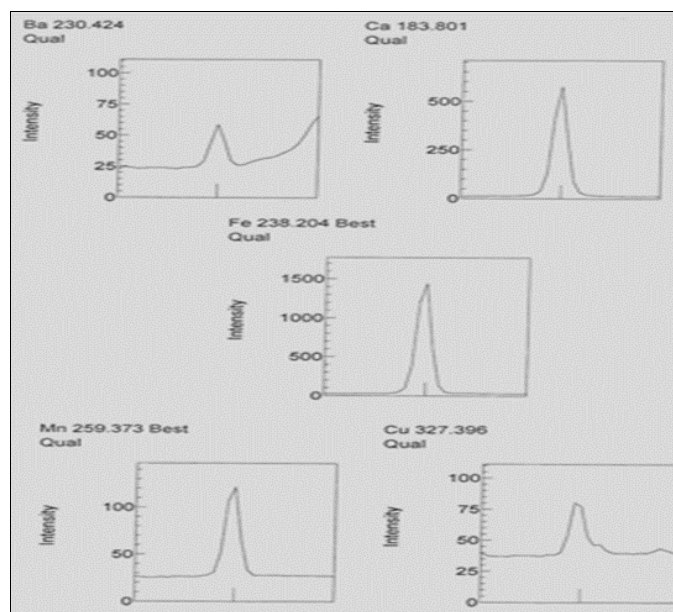 Ba 230.424
Qual
Intensity
100
75
50
25
0
Ca 183.801
Qual
Intensity
500
250
0
Fe 238.204 Best
Qual
Intensity
1500
1000
500
0
Mn 259.373 Best
Qual
Intensity
100
50
0
Cu 327.396
Qual
Intensity
100
75
50
25
0